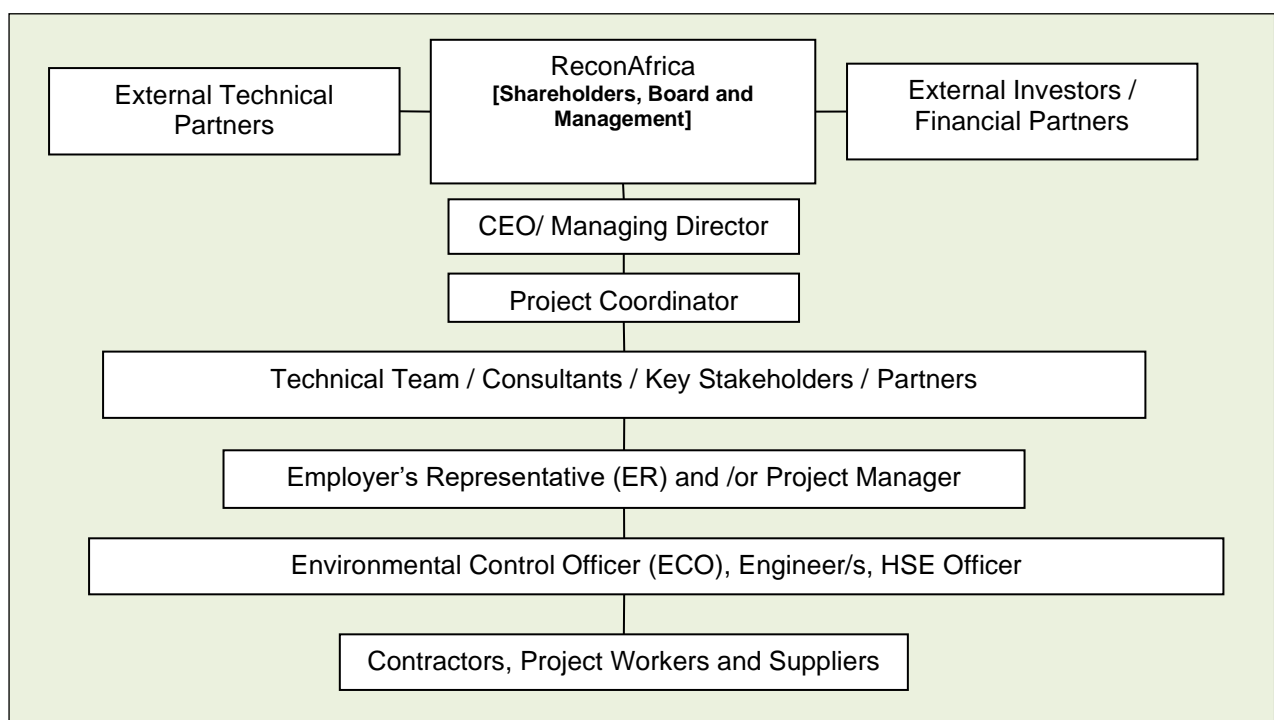 External Technical
Partners
ReconAfrica
[Shareholders, Board and
Management]
External Investors /
Financial Partners
CEO/ Managing Director
Project Coordinator
Technical Team / Consultants / Key Stakeholders / Partners
Employer’s Representative (ER) and /or Project Manager
Environmental Control Officer (ECO), Engineer/s, HSE Officer
Contractors, Project Workers and Suppliers